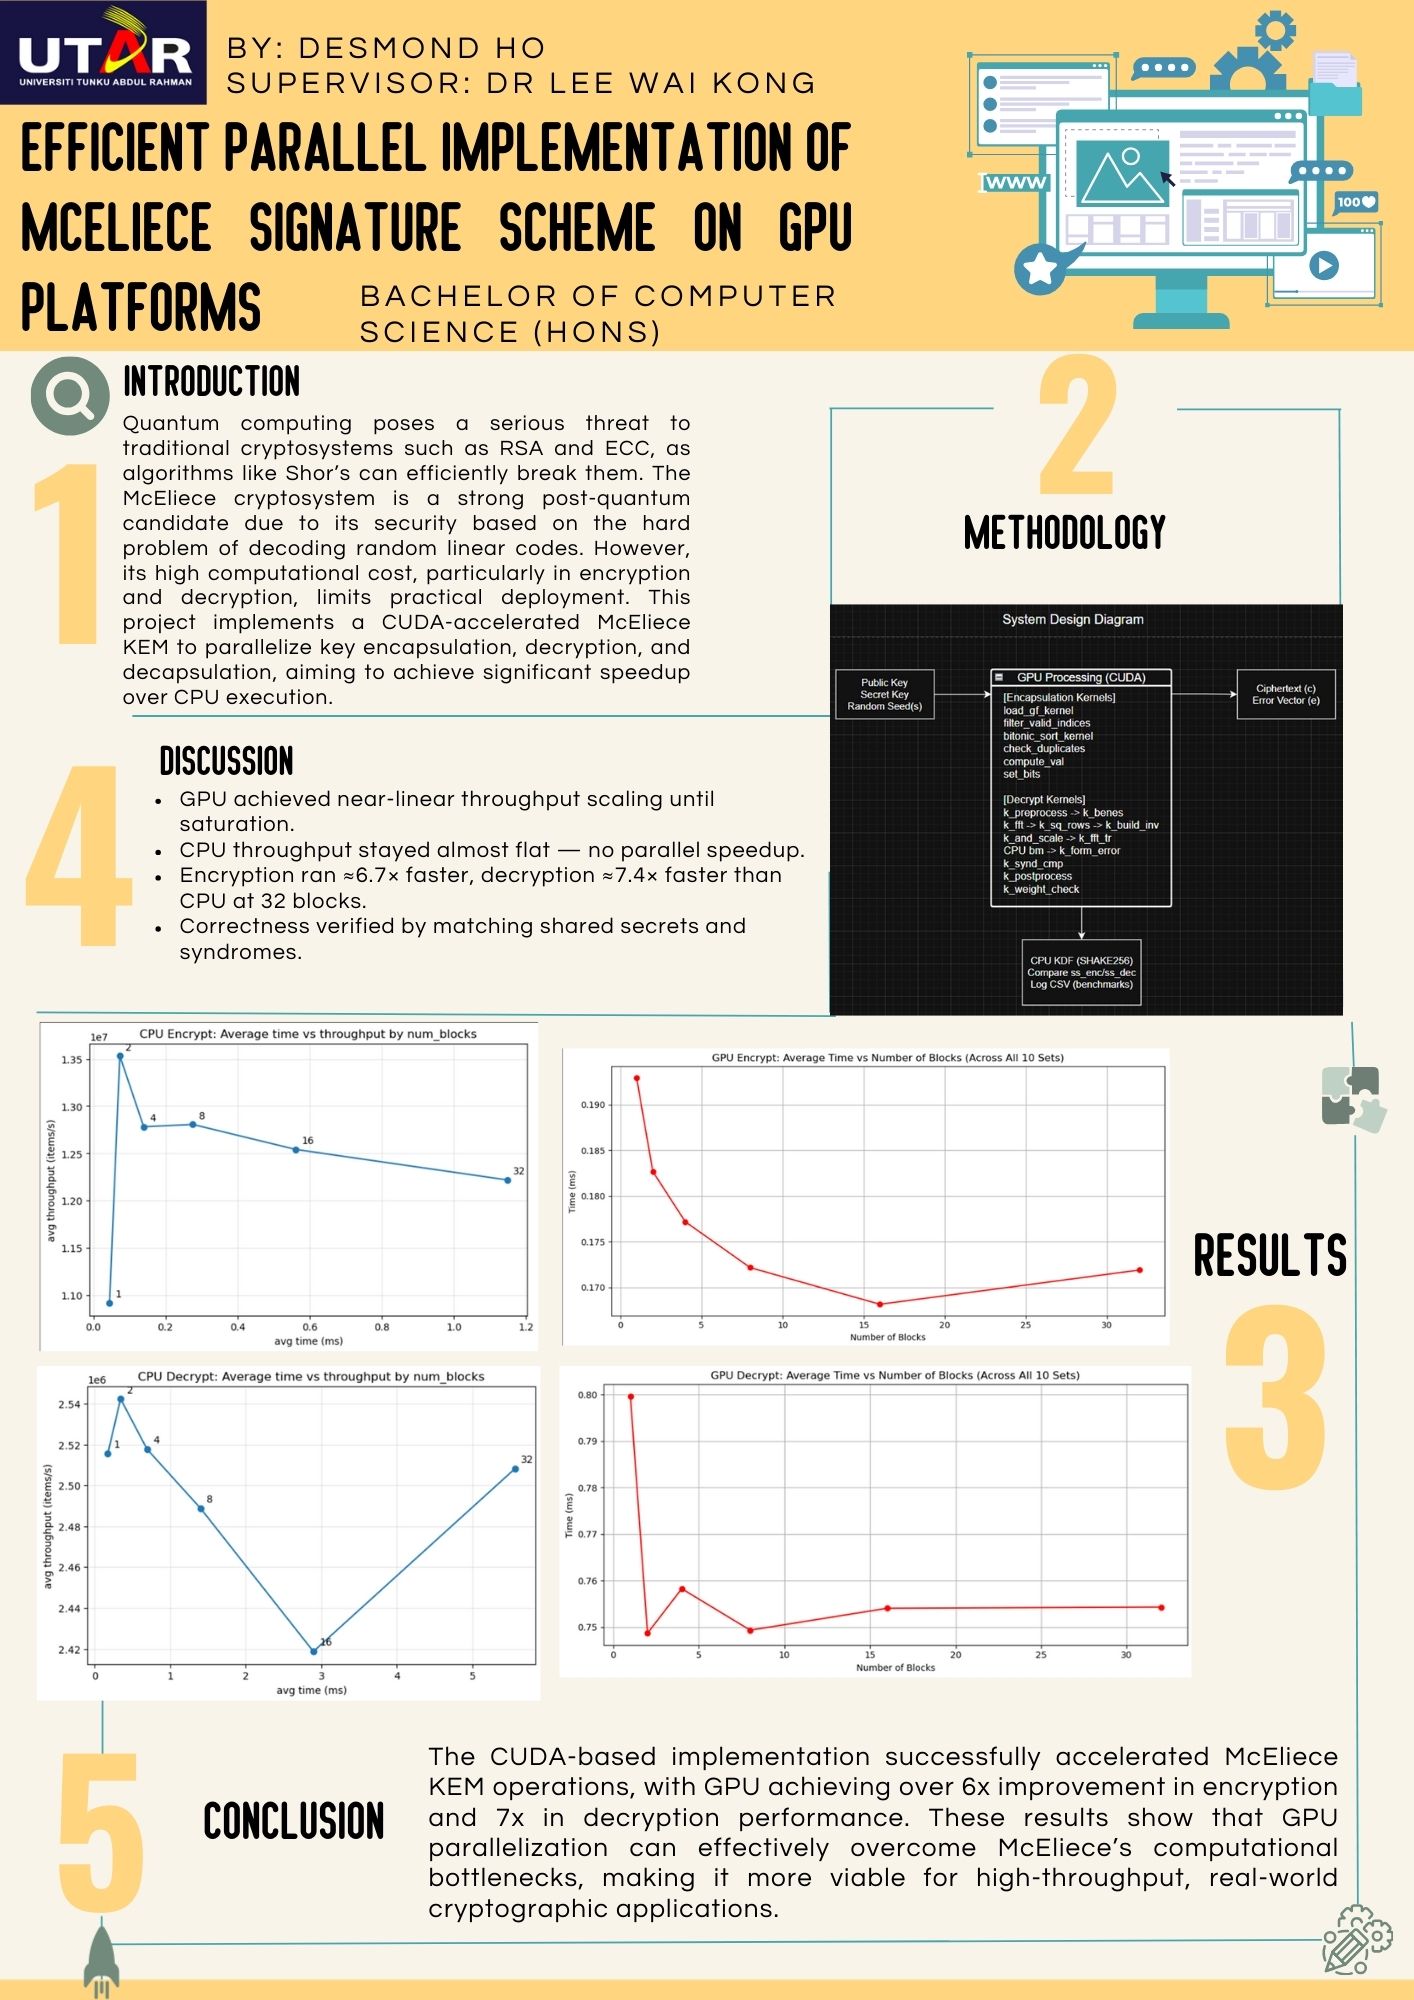 UTAR
UNIVERSITI TUNKU ABDUL RAHMAN
BY: DESMOND HO
SUPERVISOR: DR LEE WAI KONG
EFFICIENT PARALLEL IMPLEMENTATION OF
MCELIECE SIGNATURE SCHEME ON GPU
PLATFORMS
BACHELOR OF COMPUTER
SCIENCE (HONS)
WWW
100
1
INTRODUCTION
Quantum computing poses a serious threat to
traditional cryptosystems such as RSA and ECC, as
algorithms like Shor’s can efficiently break them. The
McEliece cryptosystem is a strong post-quantum
candidate due to its security based on the hard
problem of decoding random linear codes. However,
its high computational cost, particularly in encryption
and decryption, limits practical deployment. This
project implements a CUDA-accelerated McEliece
KEM to parallelize key encapsulation, decryption, and
decapsulation, aiming to achieve significant speedup
over CPU execution.
2
METHODOLOGY
System Design Diagram
Public Key
Secret Key
Random Seed(s)
GPU Processing (CUDA)
[Encapsulation Kernels]
load_gf_kernel
filter_valid_indices
bitonic_sort_kernel
check_duplicates
compute_val
set_bits
[Decrypt Kernels]
k_preprocess -> k_benes
k_fft -> k_sq_rows -> k_build_inv
k_and_scale -> k_fft_tr
CPU bm -> k_form_error
k_synd_cmp
k_postprocess
k_weight_check
Ciphertext (c)
Error Vector (e)
CPU KDF (SHAKE256)
Compare ss_enc/ss_dec
Log CSV (benchmarks)
4
DISCUSSION
• GPU achieved near-linear throughput scaling until
saturation.
• CPU throughput stayed almost flat — no parallel speedup.
• Encryption ran ≈6.7× faster, decryption ≈7.4× faster than
CPU at 32 blocks.
• Correctness verified by matching shared secrets and
syndromes.
CPU Encrypt: Average time vs throughput by num_blocks
1e7
avg throughput (items/s)
1.35
1.30
1.25
1.20
1.15
1.10
1
2
4
8
16
32
0.0 0.2 0.4 0.6 0.8 1.0 1.2
avg time (ms)
GPU Encrypt: Average Time vs Number of Blocks (Across All 10 Sets)
Time (ms)
0.190
0.185
0.180
0.175
0.170
0 5 10 15 20 25 30
Number of Blocks
RESULTS
3
CPU Decrypt: Average time vs throughput by num_blocks
1e6
avg throughput (items/s)
2.54
2.52
2.50
2.48
2.46
2.44
2.42
1
2
4
8
16
32
0 1 2 3 4 5
avg time (ms)
GPU Decrypt: Average Time vs Number of Blocks (Across All 10 Sets)
Time (ms)
0.80
0.79
0.78
0.77
0.76
0.75
0 5 10 15 20 25 30
Number of Blocks
5
CONCLUSION
The CUDA-based implementation successfully accelerated McEliece
KEM operations, with GPU achieving over 6x improvement in encryption
and 7x in decryption performance. These results show that GPU
parallelization can effectively overcome McEliece’s computational
bottlenecks, making it more viable for high-throughput, real-world
cryptographic applications.